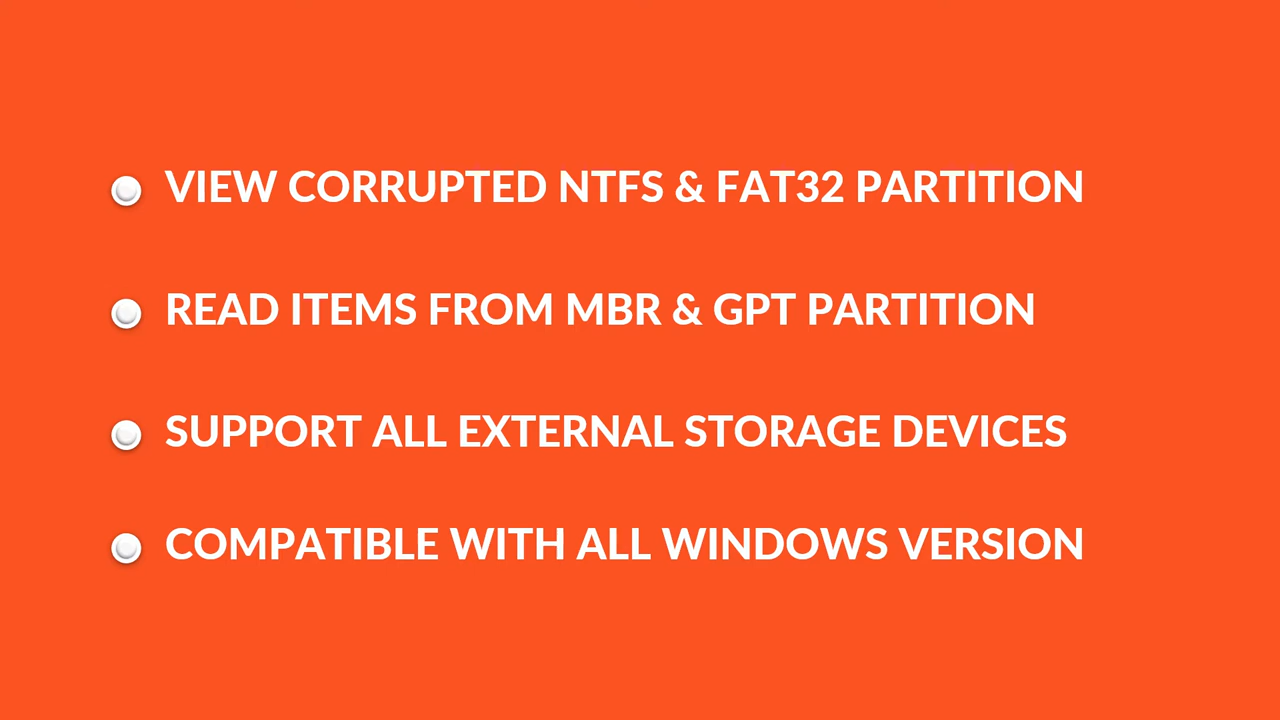 VIEW CORRUPTED NTFS & FAT32 PARTITION
READ ITEMS FROM MBR & GPT PARTITION
SUPPORT ALL EXTERNAL STORAGE DEVICES
COMPATIBLE WITH ALL WINDOWS VERSION